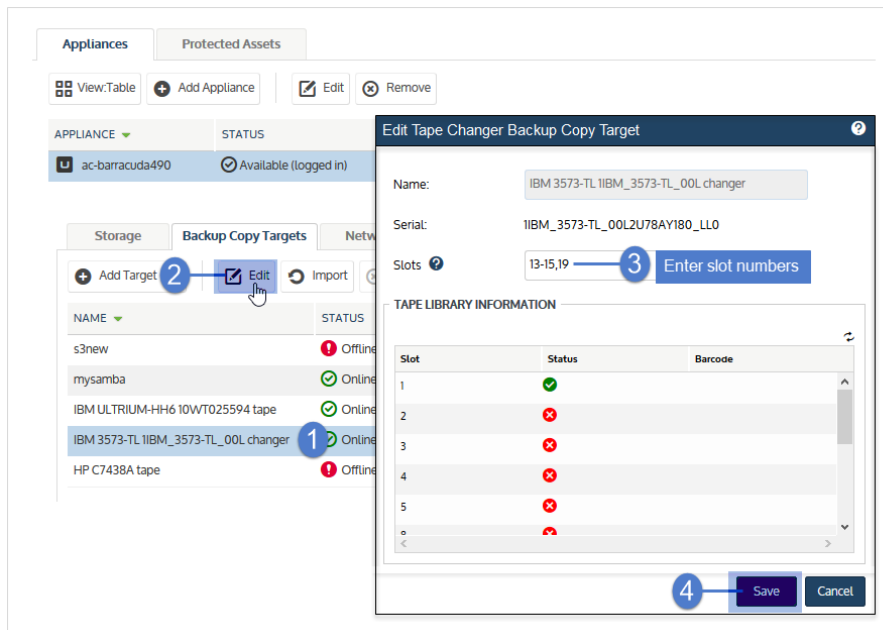 Appliances Protected Assets
View:Table Add Appliance Edit Remove
APPLIANCE STATUS
ac-barracuda490 Available (logged in)
Storage Backup Copy Targets Netw
Add Target 2 Edit Import
NAME STATUS
s3new Offline
mysamba Online
IBM ULTRIUM-HH6 10WT025594 tape Online
IBM 3573-TL 1IBM_3573-TL_00L changer 1 Online
HP C7438A tape Offline
Edit Tape Changer Backup Copy Target ?
Name: IBM 3573-TL 1IBM_3573-TL_00L changer
Serial: 1IBM_3573-TL_00L2U78AY180_LL0
Slots ? 13-15,19 3 Enter slot numbers
TAPE LIBRARY INFORMATION
Slot Status Barcode
1
2
3
4
5
4 Save Cancel